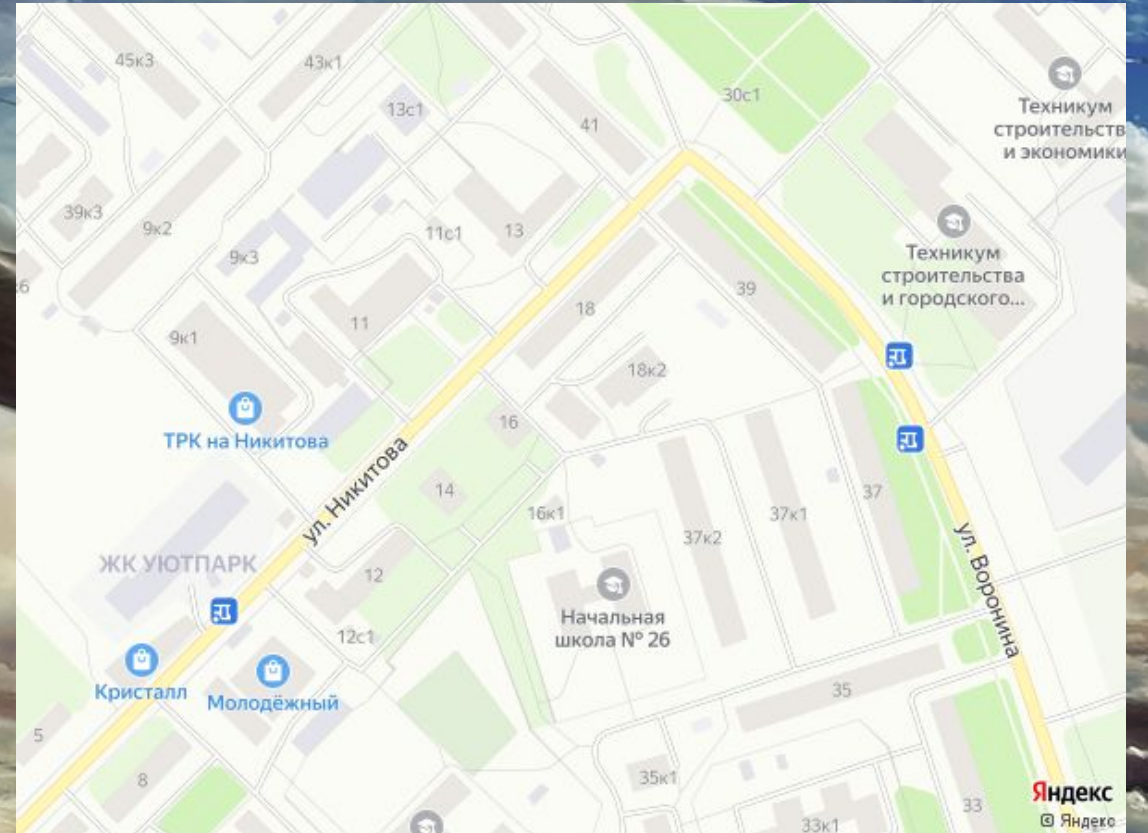 45к3
43к1
13с1
41
30с1
Техникум
строительств
и экономики
39к3
9к2
9к3
11с1
13
Техникум
строительства
и городского...
9к1
11
18
39
18к2
ТРК на Никитова
16
ул. Никитова
14
16к1
37к2
37к1
37
ЖК УЮТПАРК
12
Начальная
школа № 26
ул. Воронина
12с1
Кристалл
Молодёжный
35
5
8
35к1
33к1
33
Яндекс
© Яндекс